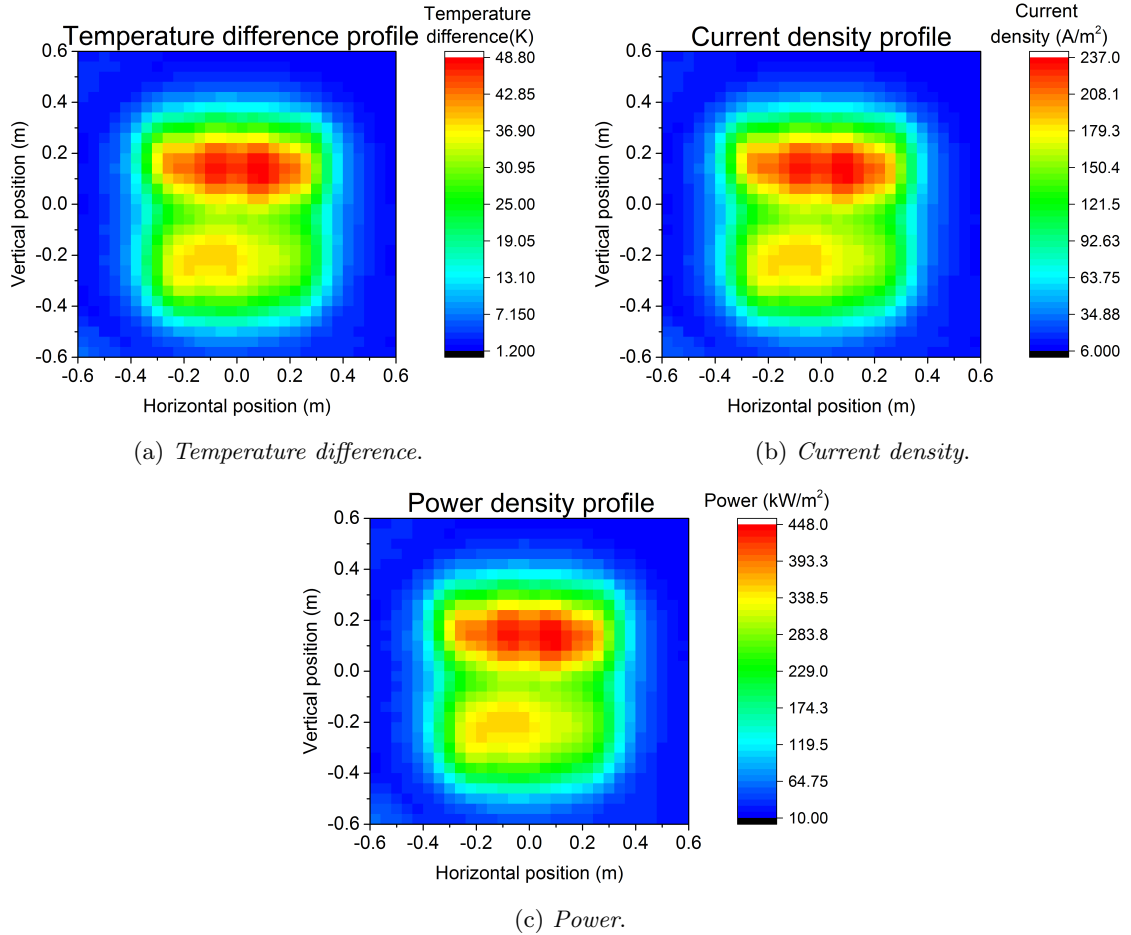 Temperature difference profile
Temperature
difference(K)
0.6
0.4
0.2
0.0
-0.2
-0.4
-0.6
Vertical position (m)
-0.6 -0.4 -0.2 0.0 0.2 0.4 0.6
Horizontal position (m)
48.80
42.85
36.90
30.95
25.00
19.05
13.10
7.150
1.200
(a) Temperature difference.
Current density profile
Current
density (A/m²)
0.6
0.4
0.2
0.0
-0.2
-0.4
-0.6
Vertical position (m)
-0.6 -0.4 -0.2 0.0 0.2 0.4 0.6
Horizontal position (m)
237.0
208.1
179.3
150.4
121.5
92.63
63.75
34.88
6.000
(b) Current density.
Power density profile
Power (kW/m²)
0.6
0.4
0.2
0.0
-0.2
-0.4
-0.6
Vertical position (m)
-0.6 -0.4 -0.2 0.0 0.2 0.4 0.6
Horizontal position (m)
448.0
393.3
338.5
283.8
229.0
174.3
119.5
64.75
10.00
(c) Power.